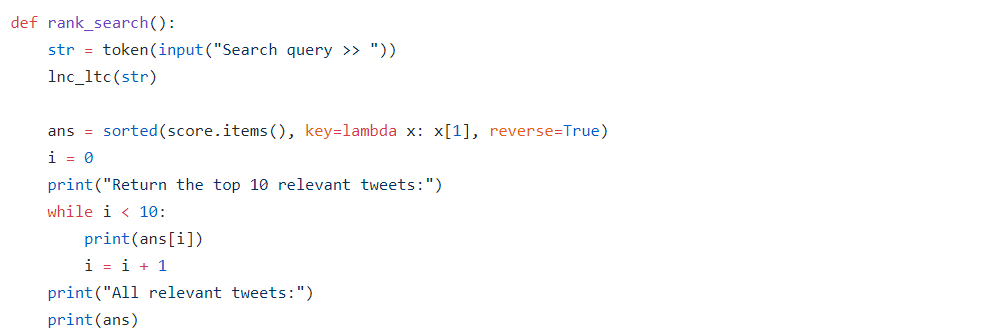 def rank_search():
    str = token(input("Search query >> "))
    lnc_ltc(str)

    ans = sorted(score.items(), key=lambda x: x[1], reverse=True)
    i = 0
    print("Return the top 10 relevant tweets:")
    while i < 10:
        print(ans[i])
        i = i + 1
    print("All relevant tweets:")
    print(ans)